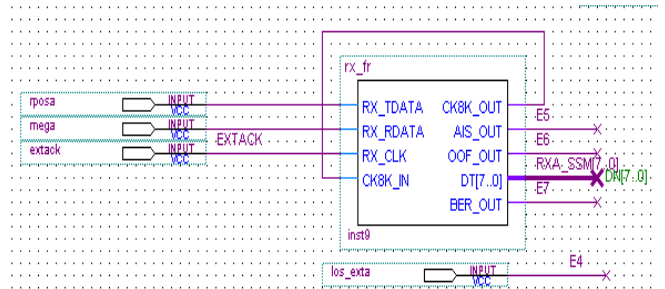 rx_fr
rposa INPUT VCC RX_TDATA CK8K_OUT E5
mega INPUT VCC EXTACK RX_RDATA AIS_OUT E6
extack INPUT VCC RX_CLK OOF_OUT RXA_SSM[7..0]
CK8K_IN DT[7..0] DN[7..0]
E7
BER_OUT
inst9
los_exta INPUT VCC E4